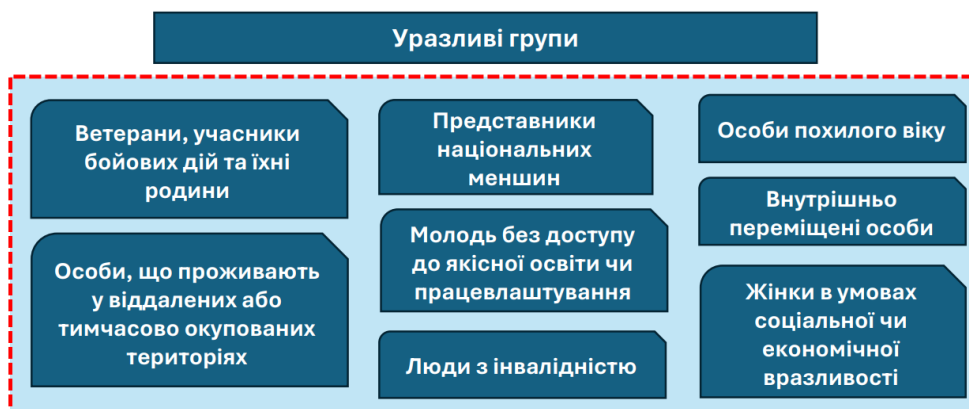 Уразливі групи
Ветерани, учасники
бойових дій та їхні
родини
Особи, що проживають
у віддалених або
тимчасово окупованих
територіях
Представники
національних
меншин
Молодь без доступу
до якісної освіти чи
працевлаштування
Люди з інвалідністю
Особи похилого віку
Внутрішньо
переміщені особи
Жінки в умовах
соціальної чи
економічної
вразливості